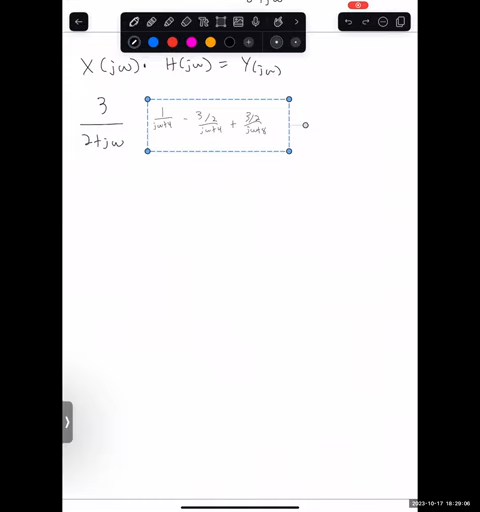 X(jω) · H(jω) = Y(jω)
3/(2+jω) 1/(jω+4) - 3/2/(jω+4) + 3/2/(jω+8)
2023-10-17 18:29:06